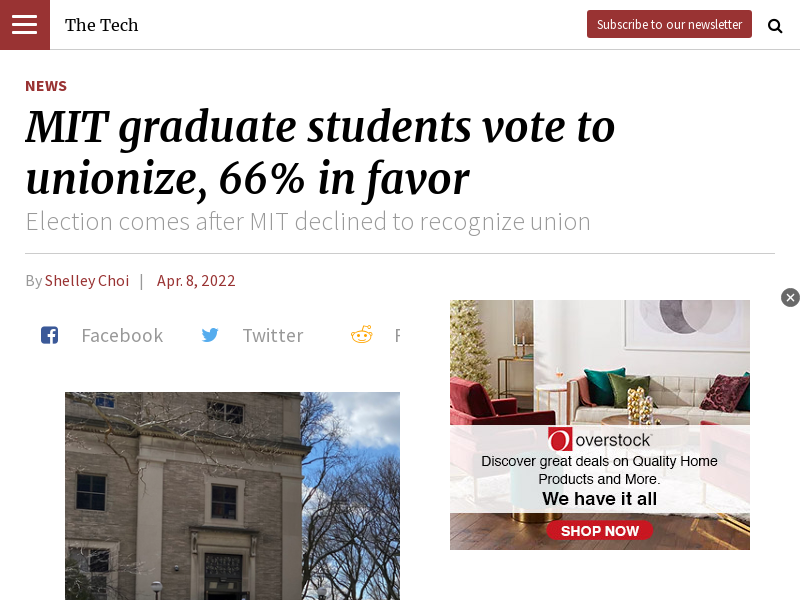 The Tech
Subscribe to our newsletter
NEWS
MIT graduate students vote to
unionize, 66% in favor
Election comes after MIT declined to recognize union
By Shelley Choi | Apr. 8, 2022
Facebook
Twitter
overstock
Discover great deals on Quality Home
Products and More.
We have it all
SHOP NOW